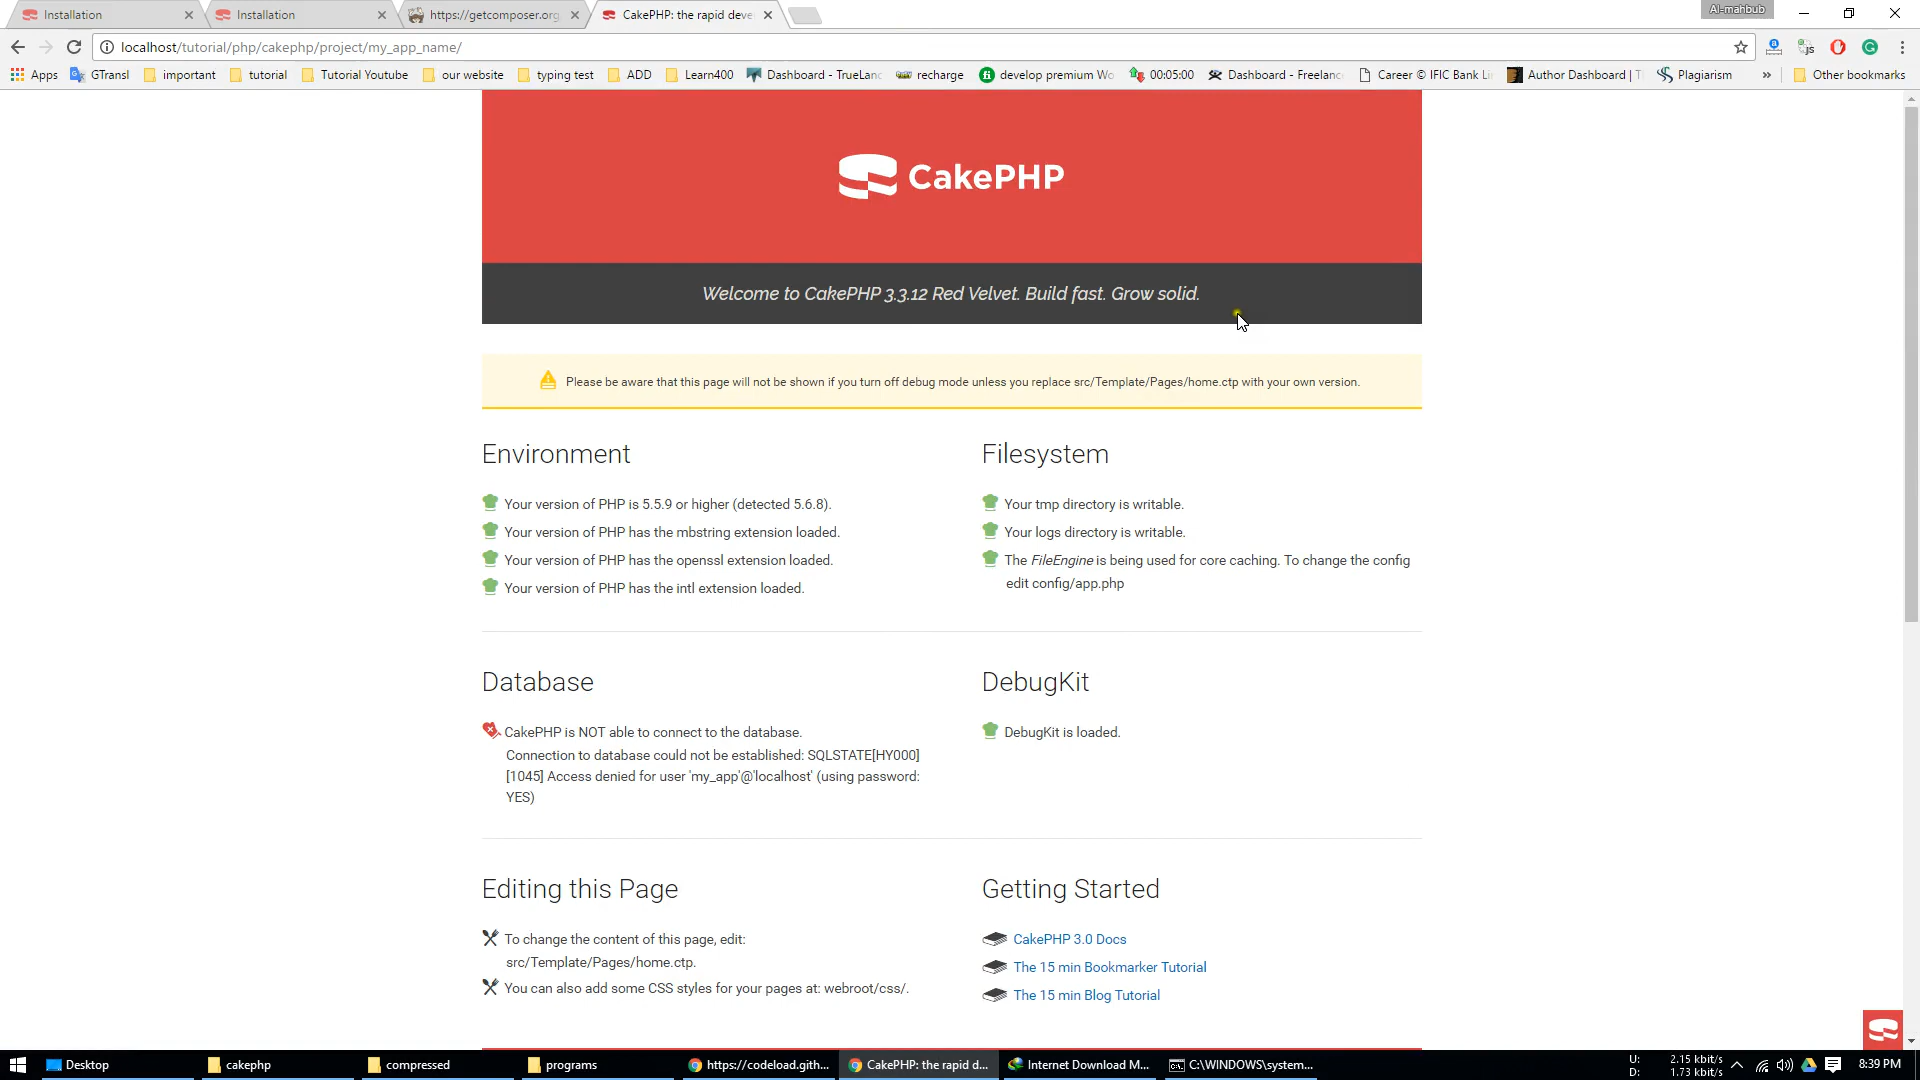 Al-mahbub
Installation
Installation
https://getcomposer.org
CakePHP: the rapid deve
localhost/tutorial/php/cakephp/project/my_app_name/
Apps GTransl important tutorial Tutorial Youtube our website typing test ADD Learn400 Dashboard - TrueLanc recharge develop premium Wo 00:05:00 Dashboard - Freelanc Career © IFIC Bank Li Author Dashboard | T Plagiarism » Other bookmarks
CakePHP
Welcome to CakePHP 3.3.12 Red Velvet. Build fast. Grow solid.
Please be aware that this page will not be shown if you turn off debug mode unless you replace src/Template/Pages/home.ctp with your own version.
Environment
Your version of PHP is 5.5.9 or higher (detected 5.6.8).
Your version of PHP has the mbstring extension loaded.
Your version of PHP has the openssl extension loaded.
Your version of PHP has the intl extension loaded.
Filesystem
Your tmp directory is writable.
Your logs directory is writable.
The FileEngine is being used for core caching. To change the config
edit config/app.php
Database
CakePHP is NOT able to connect to the database.
Connection to database could not be established: SQLSTATE[HY000]
[1045] Access denied for user 'my_app'@'localhost' (using password:
YES)
DebugKit
DebugKit is loaded.
Editing this Page
To change the content of this page, edit:
src/Template/Pages/home.ctp.
You can also add some CSS styles for your pages at: webroot/css/.
Getting Started
CakePHP 3.0 Docs
The 15 min Bookmarker Tutorial
The 15 min Blog Tutorial
Desktop cakephp compressed programs https://codeload.gith... CakePHP: the rapid d... Internet Download M... C:\WINDOWS\system...
U: 2.15 kbit/s
D: 1.73 kbit/s
8:39 PM